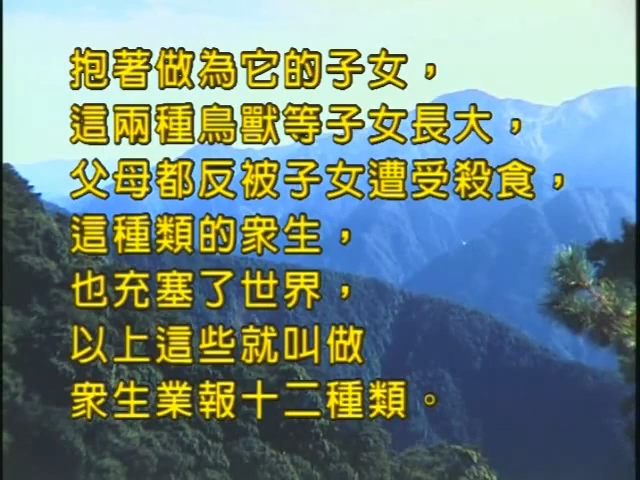 抱著做為它的子女，
這兩種鳥獸等子女長大，
父母都反被子女遭受殺食，
這種類的衆生，
也充塞了世界，
以上這些就叫做
衆生業報十二種類。